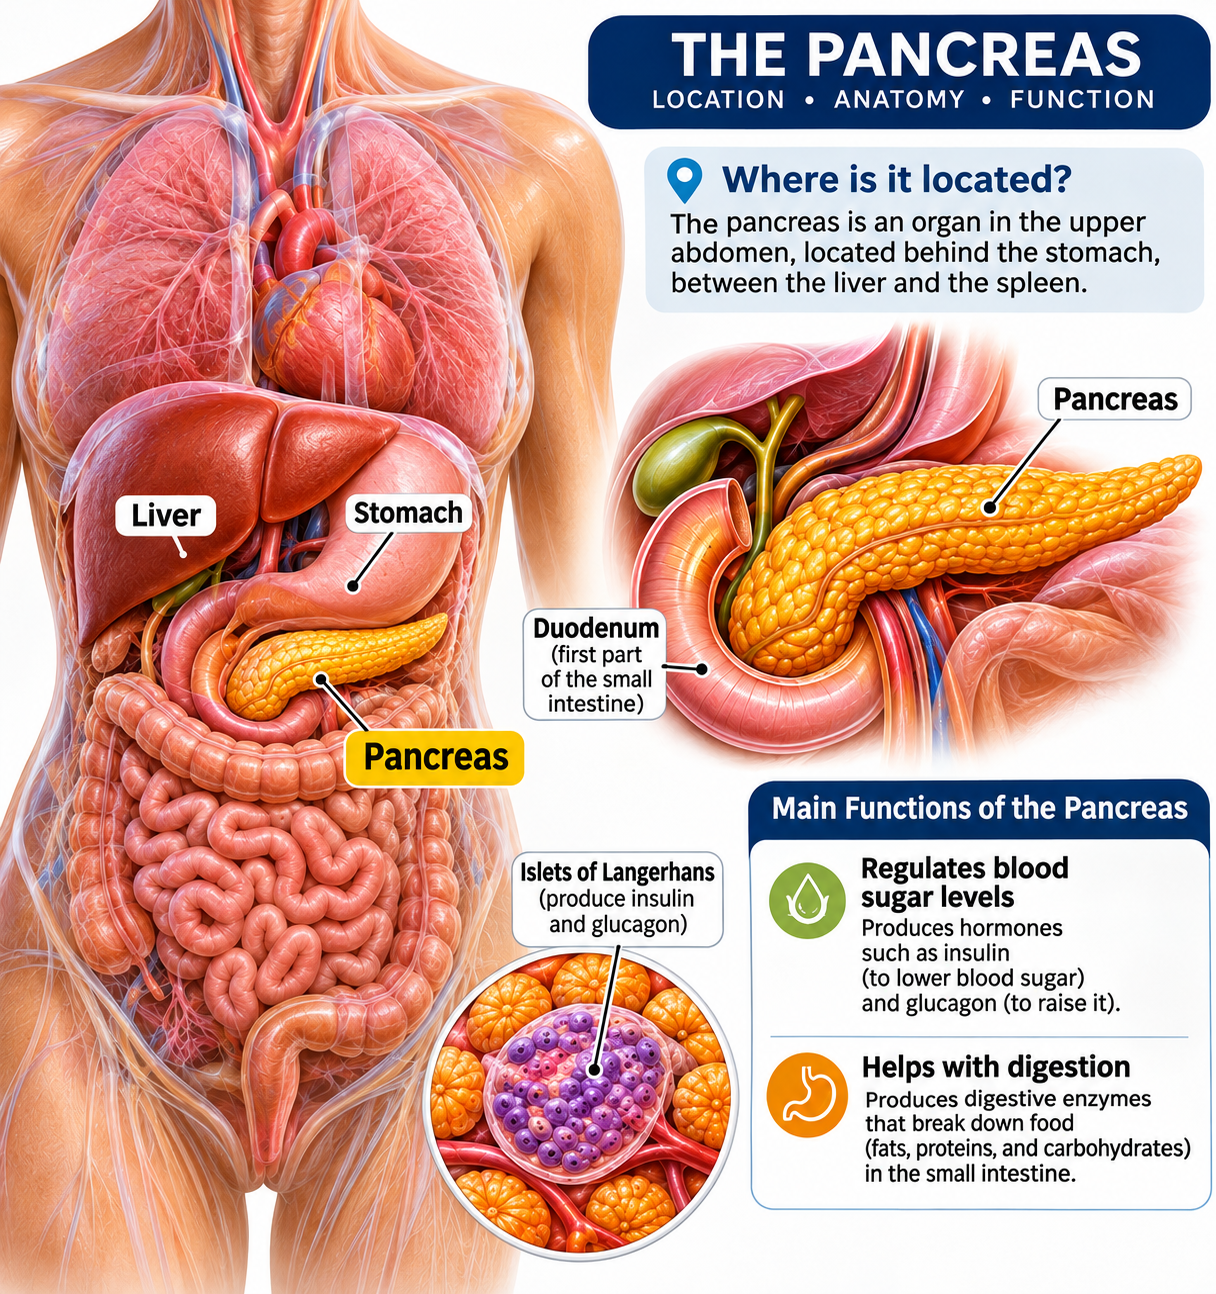 THE PANCREAS
LOCATION • ANATOMY • FUNCTION
Where is it located?
The pancreas is an organ in the upper
abdomen, located behind the stomach,
between the liver and the spleen.
Liver
Stomach
Pancreas
Pancreas
Duodenum
(first part
of the small
intestine)
Islets of Langerhans
(produce insulin
and glucagon)
Main Functions of the Pancreas
Regulates blood
sugar levels
Produces hormones
such as insulin
(to lower blood sugar)
and glucagon (to raise it).
Helps with digestion
Produces digestive enzymes
that break down food
(fats, proteins, and carbohydrates)
in the small intestine.